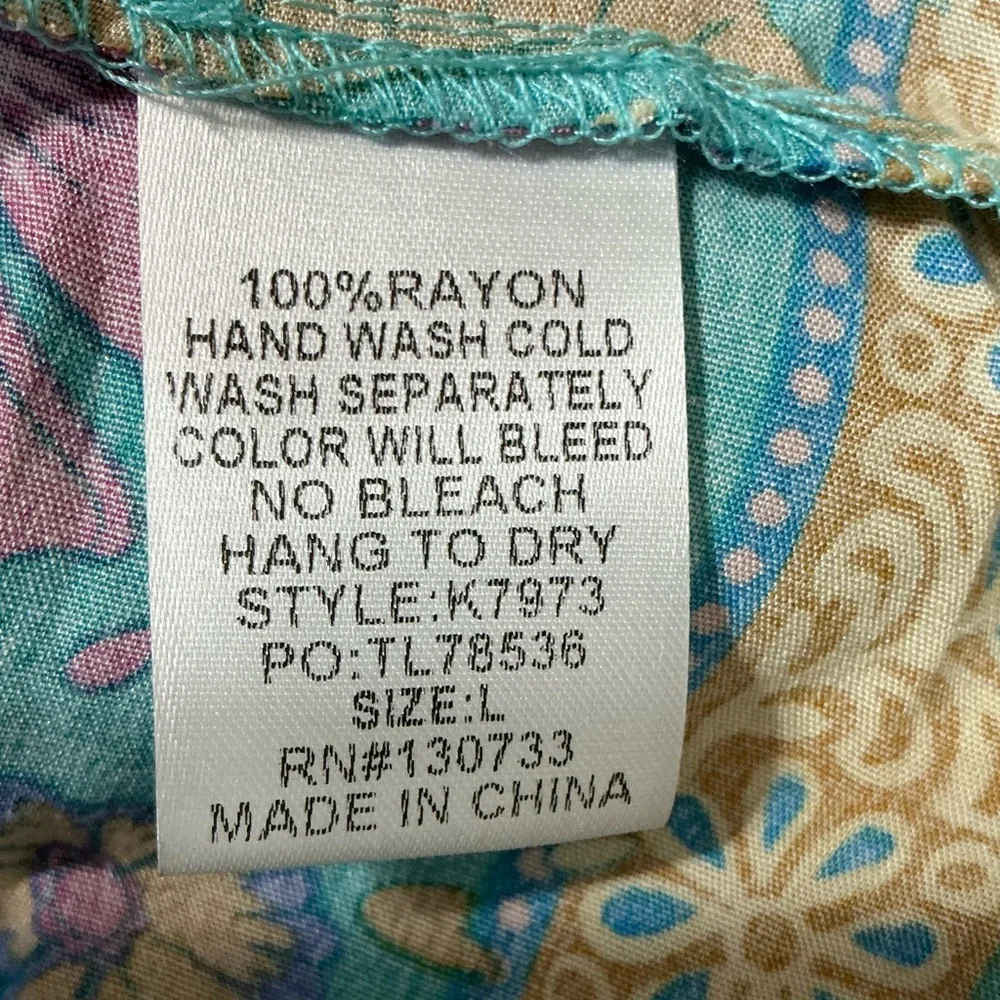 100%RAYON
HAND WASH COLD
WASH SEPARATELY
COLOR WILL BLEED
NO BLEACH
HANG TO DRY
STYLE:K7973
PO:TL78536
SIZE:L
RN#130733
MADE IN CHINA